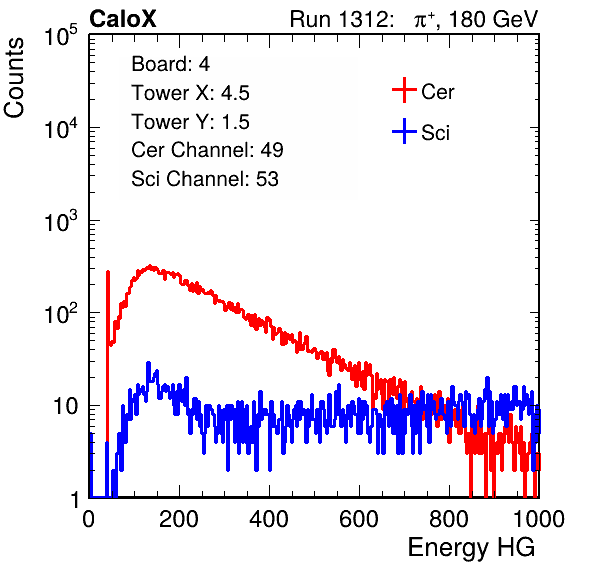 CaloX Run 1312: π⁺, 180 GeV
Counts
10⁵
10⁴
10³
10²
10
1
Board: 4
Tower X: 4.5
Tower Y: 1.5
Cer Channel: 49
Sci Channel: 53
Cer
Sci
0 200 400 600 800 1000
Energy HG